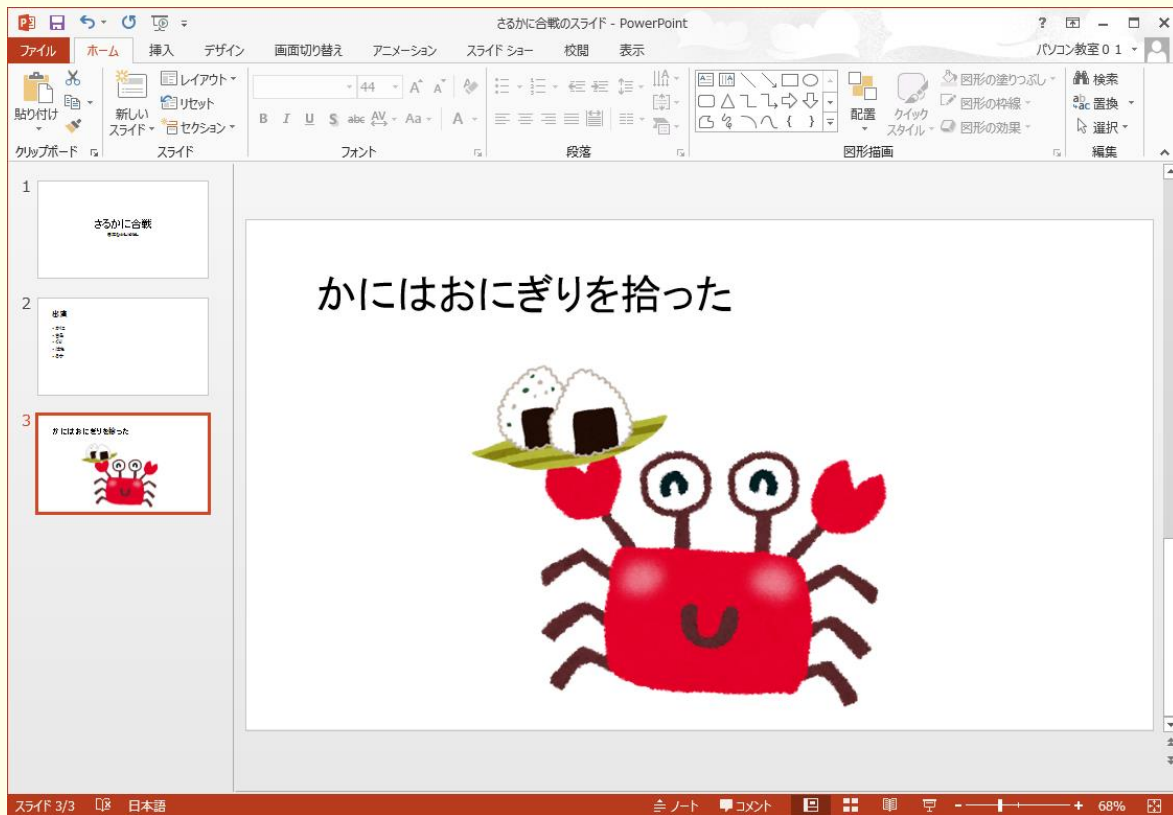 さるかに合戦のスライド - PowerPoint
ファイル ホーム 挿入 デザイン 画面切り替え アニメーション スライド ショー 校閲 表示 パソコン教室01
貼り付け
新しい
スライド
レイアウト
リセット
セクション
44
B I U S abc AV Aa A
配置
クイック
スタイル
図形の塗りつぶし
図形の枠線
図形の効果
検索
置換
選択
クリップボード スライド フォント 段落 図形描画 編集
1
さるかに合戦
2
出演
3
かにはおにぎりを拾った
かにはおにぎりを拾った
スライド 3/3 日本語 ノート コメント 68%